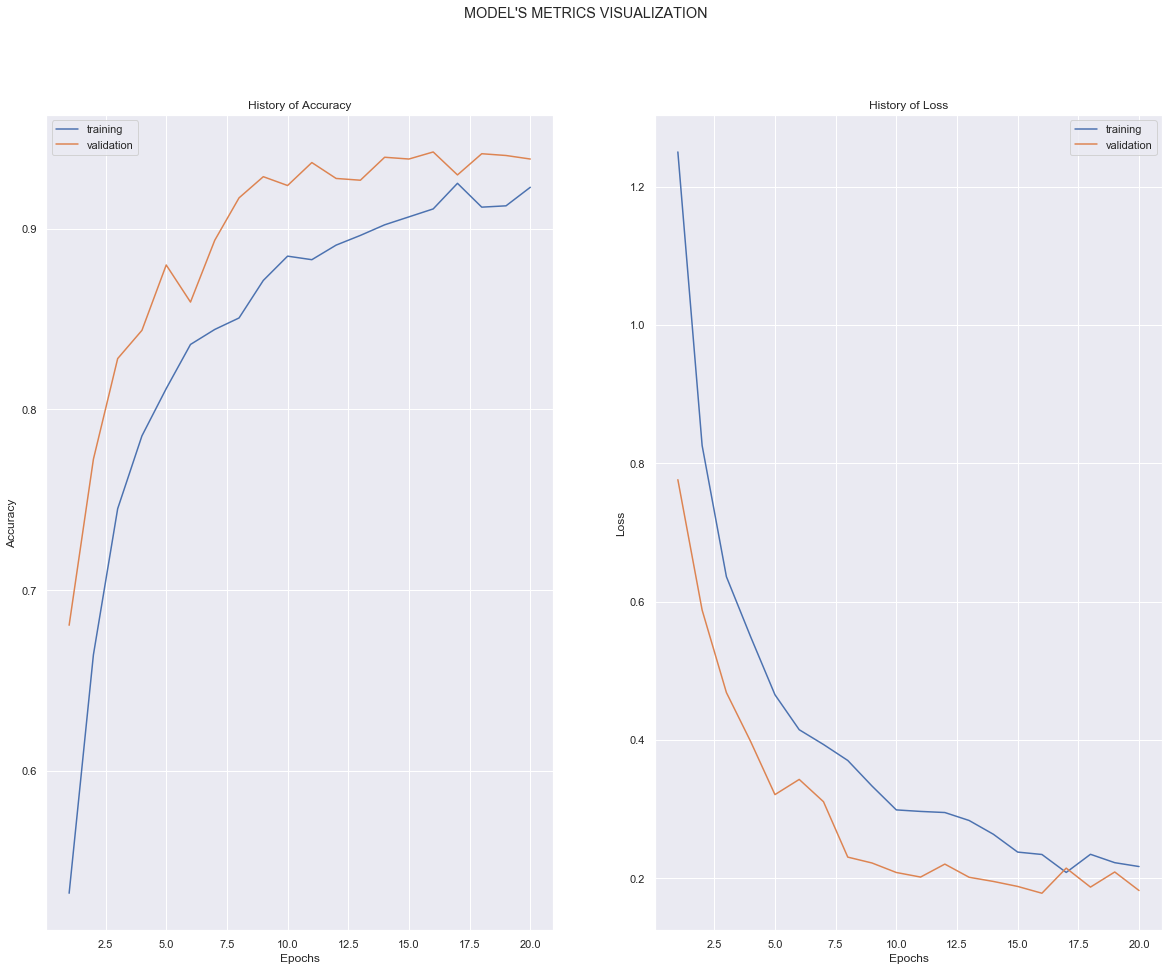 MODEL'S METRICS VISUALIZATION
History of Accuracy
training
validation
0.9
0.8
0.7
0.6
Accuracy
2.5 5.0 7.5 10.0 12.5 15.0 17.5 20.0
Epochs
History of Loss
training
validation
1.2
1.0
0.8
0.6
0.4
0.2
Loss
2.5 5.0 7.5 10.0 12.5 15.0 17.5 20.0
Epochs